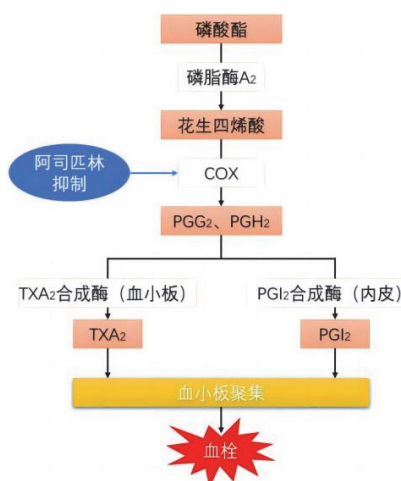 磷酸酯
磷脂酶A₂
花生四烯酸
阿司匹林
抑制
COX
PGG₂、PGH₂
TXA₂合成酶（血小板）
PGI₂合成酶（内皮）
TXA₂
PGI₂
血小板聚集
血栓